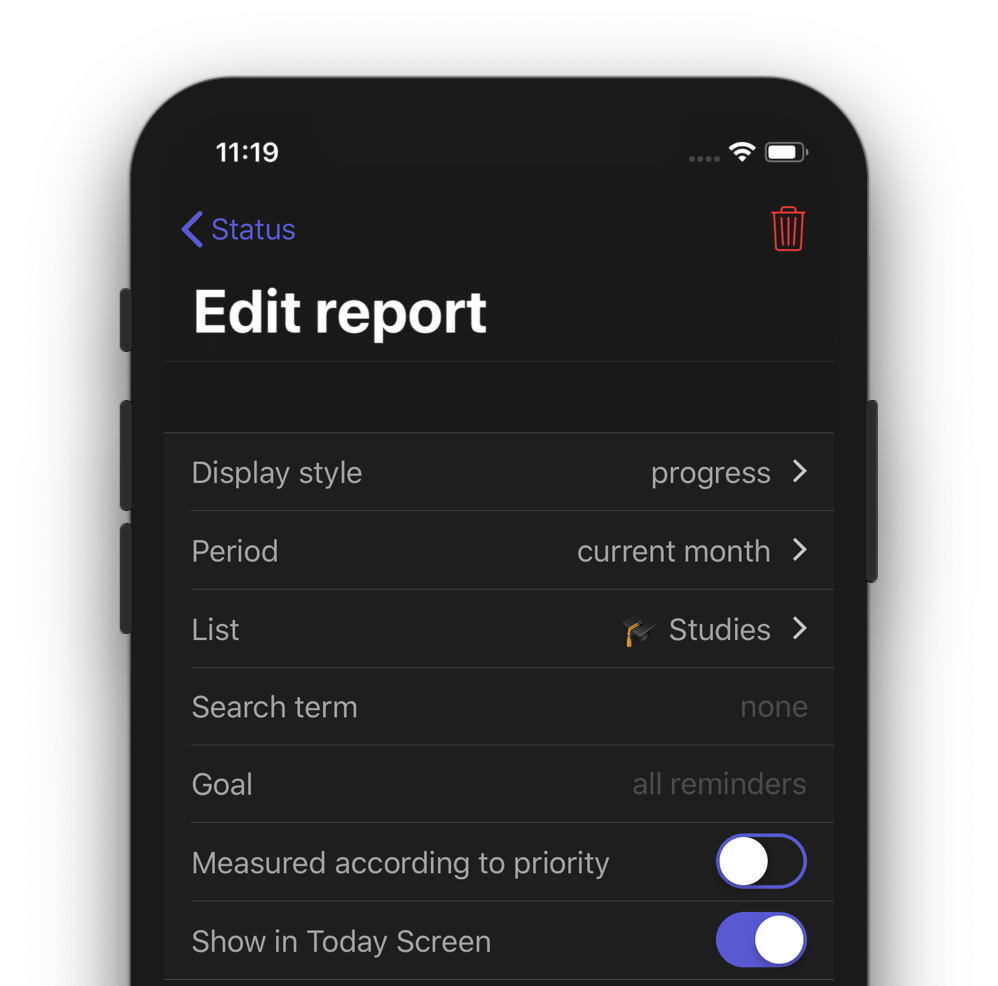 11:19
Status
Edit report
Display style progress
Period current month
List 🎓 Studies
Search term none
Goal all reminders
Measured according to priority
Show in Today Screen